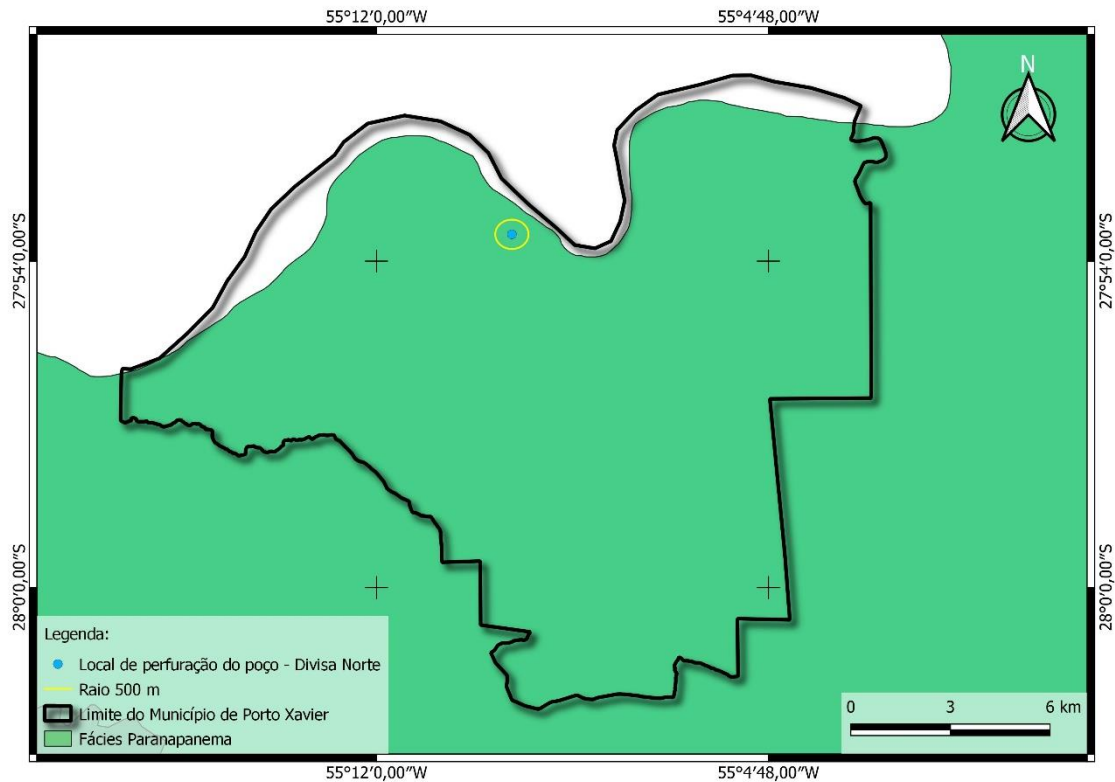 55°12'0,00"W
55°4'48,00"W
N
27°54'0,00"S
27°54'0,00"S
28°0'0,00"S
28°0'0,00"S
Legenda:
Local de perfuração do poço - Divisa Norte
Raio 500 m
Limite do Município de Porto Xavier
Fácies Paranapanema
0 3 6 km
55°12'0,00"W
55°4'48,00"W